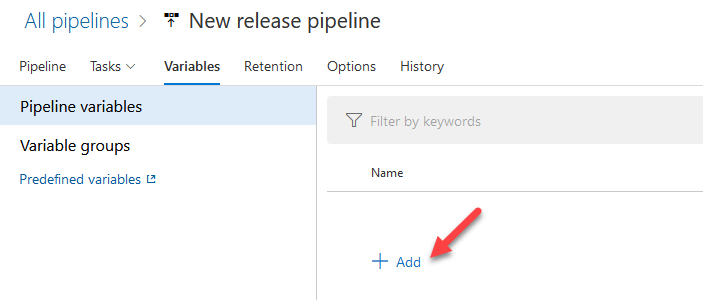 All pipelines > New release pipeline
Pipeline Tasks Variables Retention Options History
Pipeline variables
Filter by keywords
Variable groups
Name
Predefined variables
+ Add